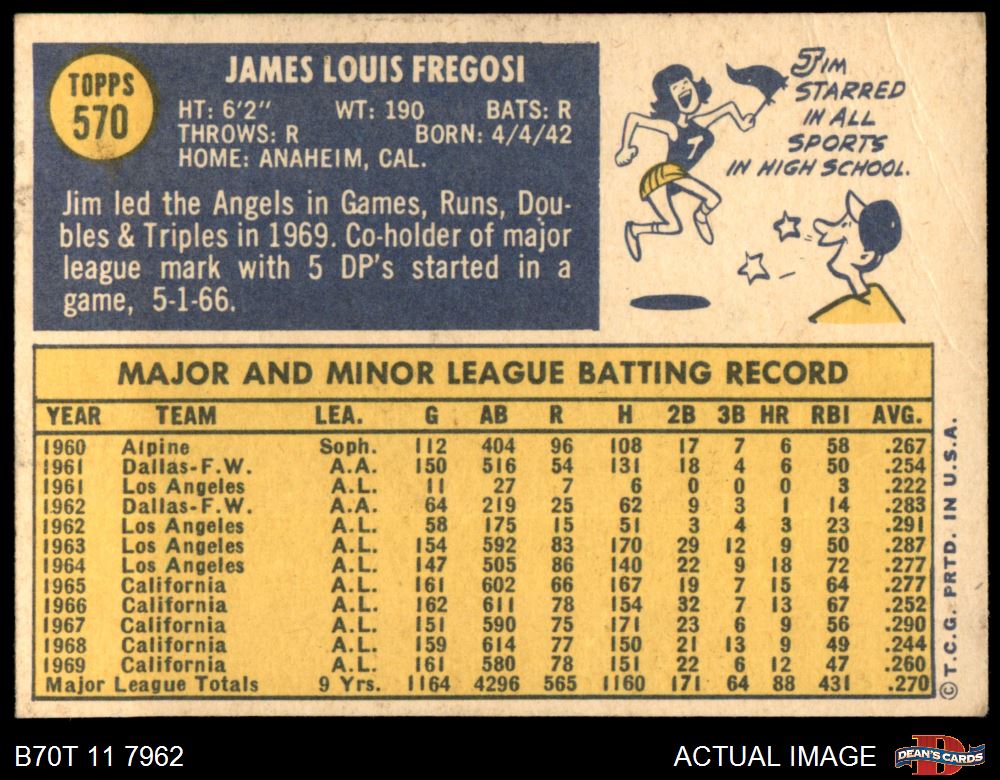 TOPPS
570
JAMES LOUIS FREGOSI
HT: 6'2" WT: 190 BATS: R
THROWS: R BORN: 4/4/42
HOME: ANAHEIM, CAL.
Jim led the Angels in Games, Runs, Dou-
bles & Triples in 1969. Co-holder of major
league mark with 5 DP's started in a
game, 5-1-66.
JIM
STARRED
IN ALL
SPORTS
IN HIGH SCHOOL.
7
MAJOR AND MINOR LEAGUE BATTING RECORD
YEAR TEAM LEA. G AB R H 2B 3B HR RBI AVG.
1960 Alpine Soph. 112 404 96 108 17 7 6 58 .267
1961 Dallas-F.W. A.A. 150 516 54 131 18 4 6 50 .254
1961 Los Angeles A.L. 11 27 7 6 0 0 0 3 .222
1962 Dallas-F.W. A.A. 64 219 25 62 9 3 1 14 .283
1962 Los Angeles A.L. 58 175 15 51 3 4 3 23 .291
1963 Los Angeles A.L. 154 592 83 170 29 12 9 50 .287
1964 Los Angeles A.L. 147 505 86 140 22 9 18 72 .277
1965 California A.L. 161 602 66 167 19 7 15 64 .277
1966 California A.L. 162 611 78 154 32 7 13 67 .252
1967 California A.L. 151 590 75 171 23 6 9 56 .290
1968 California A.L. 159 614 77 150 21 13 9 49 .244
1969 California A.L. 161 580 78 151 22 6 12 47 .260
Major League Totals 9 Yrs. 1164 4296 565 1160 171 64 88 431 .270
© T.C.G. PRTD. IN U.S.A.
B70T 11 7962
ACTUAL IMAGE
D
DEAN'S CARDS